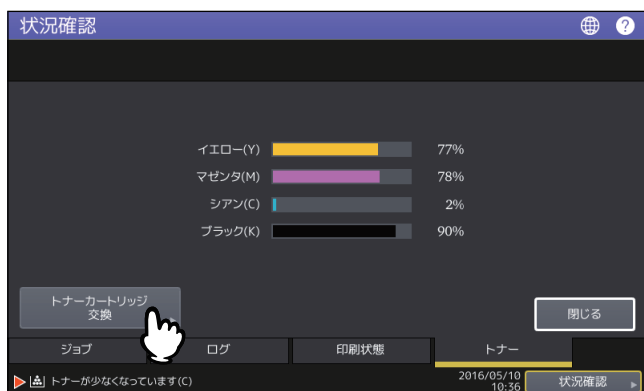 状況確認
?
イエロー(Y) 77%
マゼンタ(M) 78%
シアン(C) 2%
ブラック(K) 90%
トナーカートリッジ
交換
閉じる
ジョブ ログ 印刷状態 トナー
トナーが少なくなっています(C)
2016/05/10
10:36
状況確認